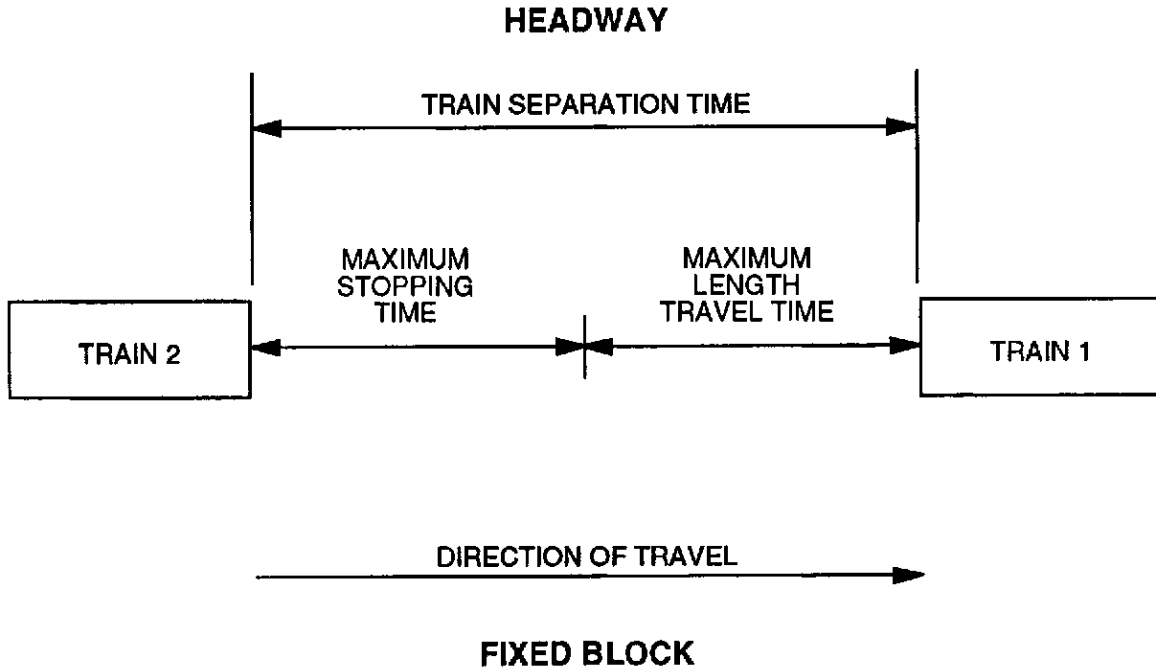 HEADWAY
TRAIN SEPARATION TIME
MAXIMUM
STOPPING
TIME
MAXIMUM
LENGTH
TRAVEL TIME
TRAIN 2
TRAIN 1
DIRECTION OF TRAVEL
FIXED BLOCK